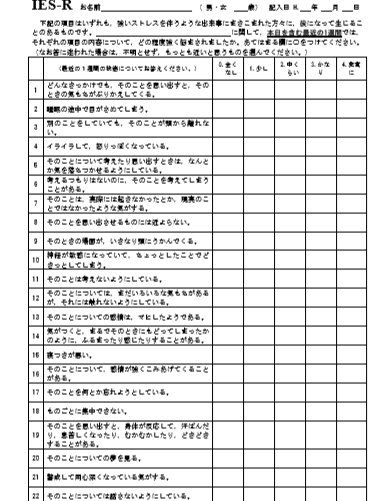 IES-R お名前 （男・女 歳） 記入日 H. 年 月 日
下記の項目はいずれも、強いストレスを伴うような出来事にまきこまれた方々に、後になって生じるこ
とのあるものです。 に関して、本日を含む最近の1週間では、
それぞれの項目の内容について、どの程度強く悩まされましたか。あてはまる欄に○をつけてください。
（なお答に迷われた場合は、不明とせず、もっとも近いと思うものを選んでください。）
（最近の1週間の状態についてお答えください。） 0.全くなし 1.少し 2.中くらい 3.かなり 4.非常に
1 どんなきっかけでも、そのことを思い出すと、そ
のときの気もちがぶりかえしてくる。
2 睡眠の途中で目がさめてしまう。
3 別のことをしていても、そのことが頭から離れな
い。
4 イライラして、怒りっぽくなっている。
5 そのことについて考えたり思い出すときは、なんと
か気を落ちつかせるようにしている。
6 考えるつもりはないのに、そのことを考えてしまう
ことがある。
7 そのことは、実際には起きなかったとか、現実のこ
とではなかったような気がする。
8 そのことを思い出させるものには近よらない。
9 そのときの場面が、いきなり頭にうかんでくる。
10 神経が敏感になっていて、ちょっとしたことでど
きっとしてしまう。
11 そのことは考えないようにしている。
12 そのことについては、まだいろいろな気もちがある
が、それには触れないようにしている。
13 そのことについての感情は、マヒしたようである。
14 気がつくと、まるでそのときにもどってしまったか
のように、ふるまったり感じたりすることがある。
15 寝つきが悪い。
16 そのことについて、感情が強くこみあげてくること
がある。
17 そのことを何とか忘れようとしている。
18 ものごとに集中できない。
19 そのことを思い出すと、身体が反応して、汗ばんだ
り、息苦しくなったり、むかむかしたり、どきどき
することがある。
20 そのことについての夢を見る。
21 警戒して用心深くなっている気がする。
22 そのことについては話さないようにしている。